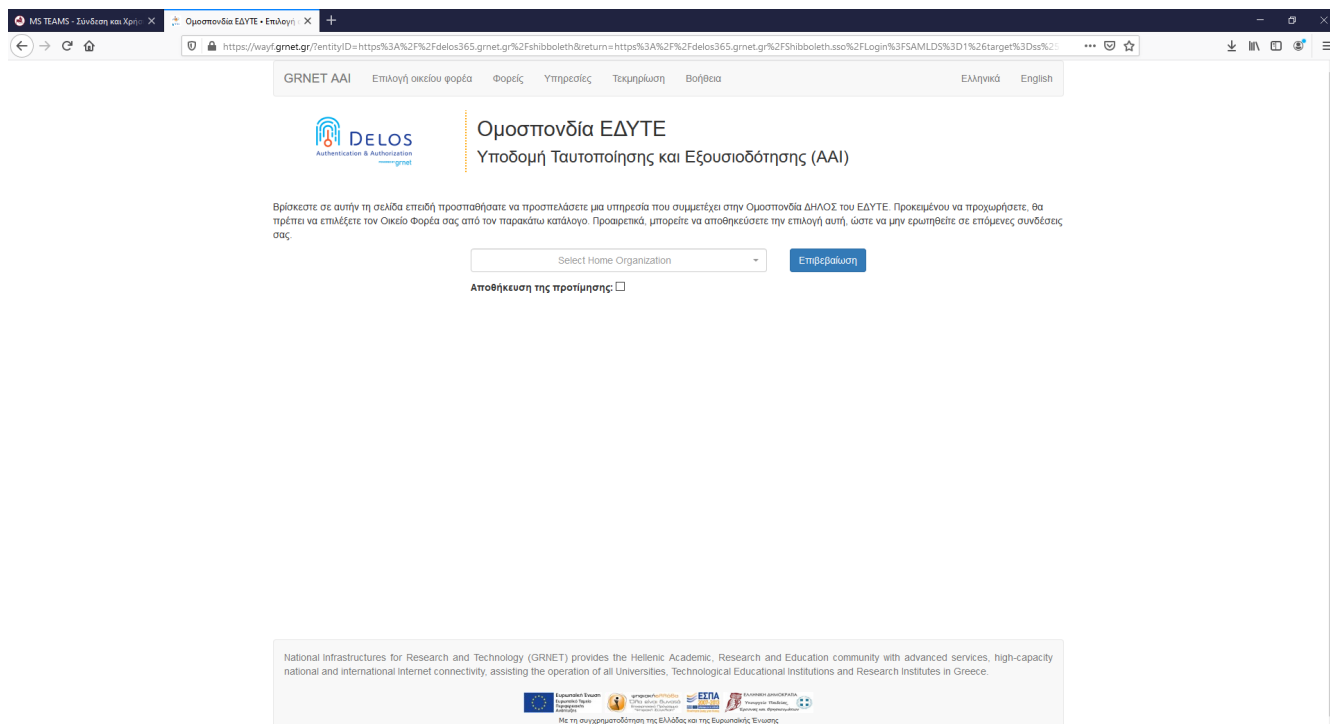 MS TEAMS - Σύνδεση και Χρήσ
Ομοσπονδία ΕΔΥΤΕ • Επιλογή
https://wayf.grnet.gr/?entityID=https%3A%2F%2Fdelos365.grnet.gr%2Fshibboleth&return=https%3A%2F%2Fdelos365.grnet.gr%2FShibboleth.sso%2FLogin%3FSAMLDS%3D1%26target%3Dss%25
GRNET AAI Επιλογή οικείου φορέα Φορείς Υπηρεσίες Τεκμηρίωση Βοήθεια Ελληνικά English
DELOS
Authentication & Authorization
grnet
Ομοσπονδία ΕΔΥΤΕ
Υποδομή Ταυτοποίησης και Εξουσιοδότησης (ΑΑΙ)
Βρίσκεστε σε αυτήν τη σελίδα επειδή προσπαθήσατε να προσπελάσετε μια υπηρεσία που συμμετέχει στην Ομοσπονδία ΔΗΛΟΣ του ΕΔΥΤΕ. Προκειμένου να προχωρήσετε, θα
πρέπει να επιλέξετε τον Οικείο Φορέα σας από τον παρακάτω κατάλογο. Προαιρετικά, μπορείτε να αποθηκεύσετε την επιλογή αυτή, ώστε να μην ερωτηθείτε σε επόμενες συνδέσεις
σας.
Select Home Organization Επιβεβαίωση
Αποθήκευση της προτίμησης:
National Infrastructures for Research and Technology (GRNET) provides the Hellenic Academic, Research and Education community with advanced services, high-capacity
national and international Internet connectivity, assisting the operation of all Universities, Technological Educational Institutions and Research Institutes in Greece.
Ευρωπαϊκή Ένωση
ΕΣΠΑ
ΕΛΛΗΝΙΚΗ ΔΗΜΟΚΡΑΤΙΑ
Με τη συγχρηματοδότηση της Ελλάδας και της Ευρωπαϊκής Ένωσης